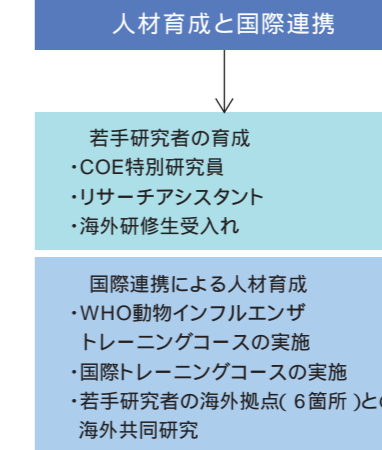 人材育成と国際連携
若手研究者の育成
・COE特別研究員
・リサーチアシスタント
・海外研修生受入れ
国際連携による人材育成
・WHO動物インフルエンザ
トレーニングコースの実施
・国際トレーニングコースの実施
・若手研究者の海外拠点( 6箇所 )と
海外共同研究